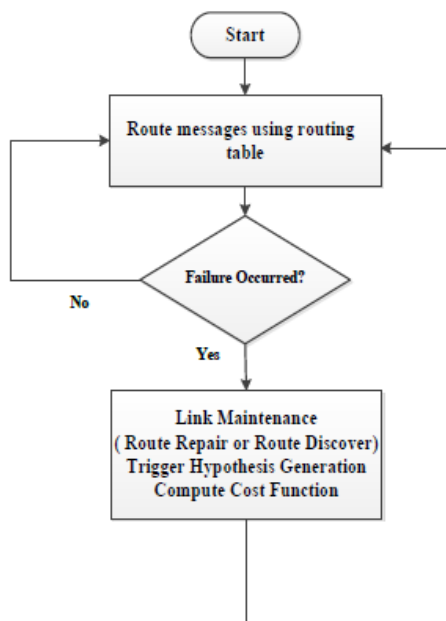 Start
Route messages using routing
table
Failure Occurred?
No
Yes
Link Maintenance
( Route Repair or Route Discover)
Trigger Hypothesis Generation
Compute Cost Function